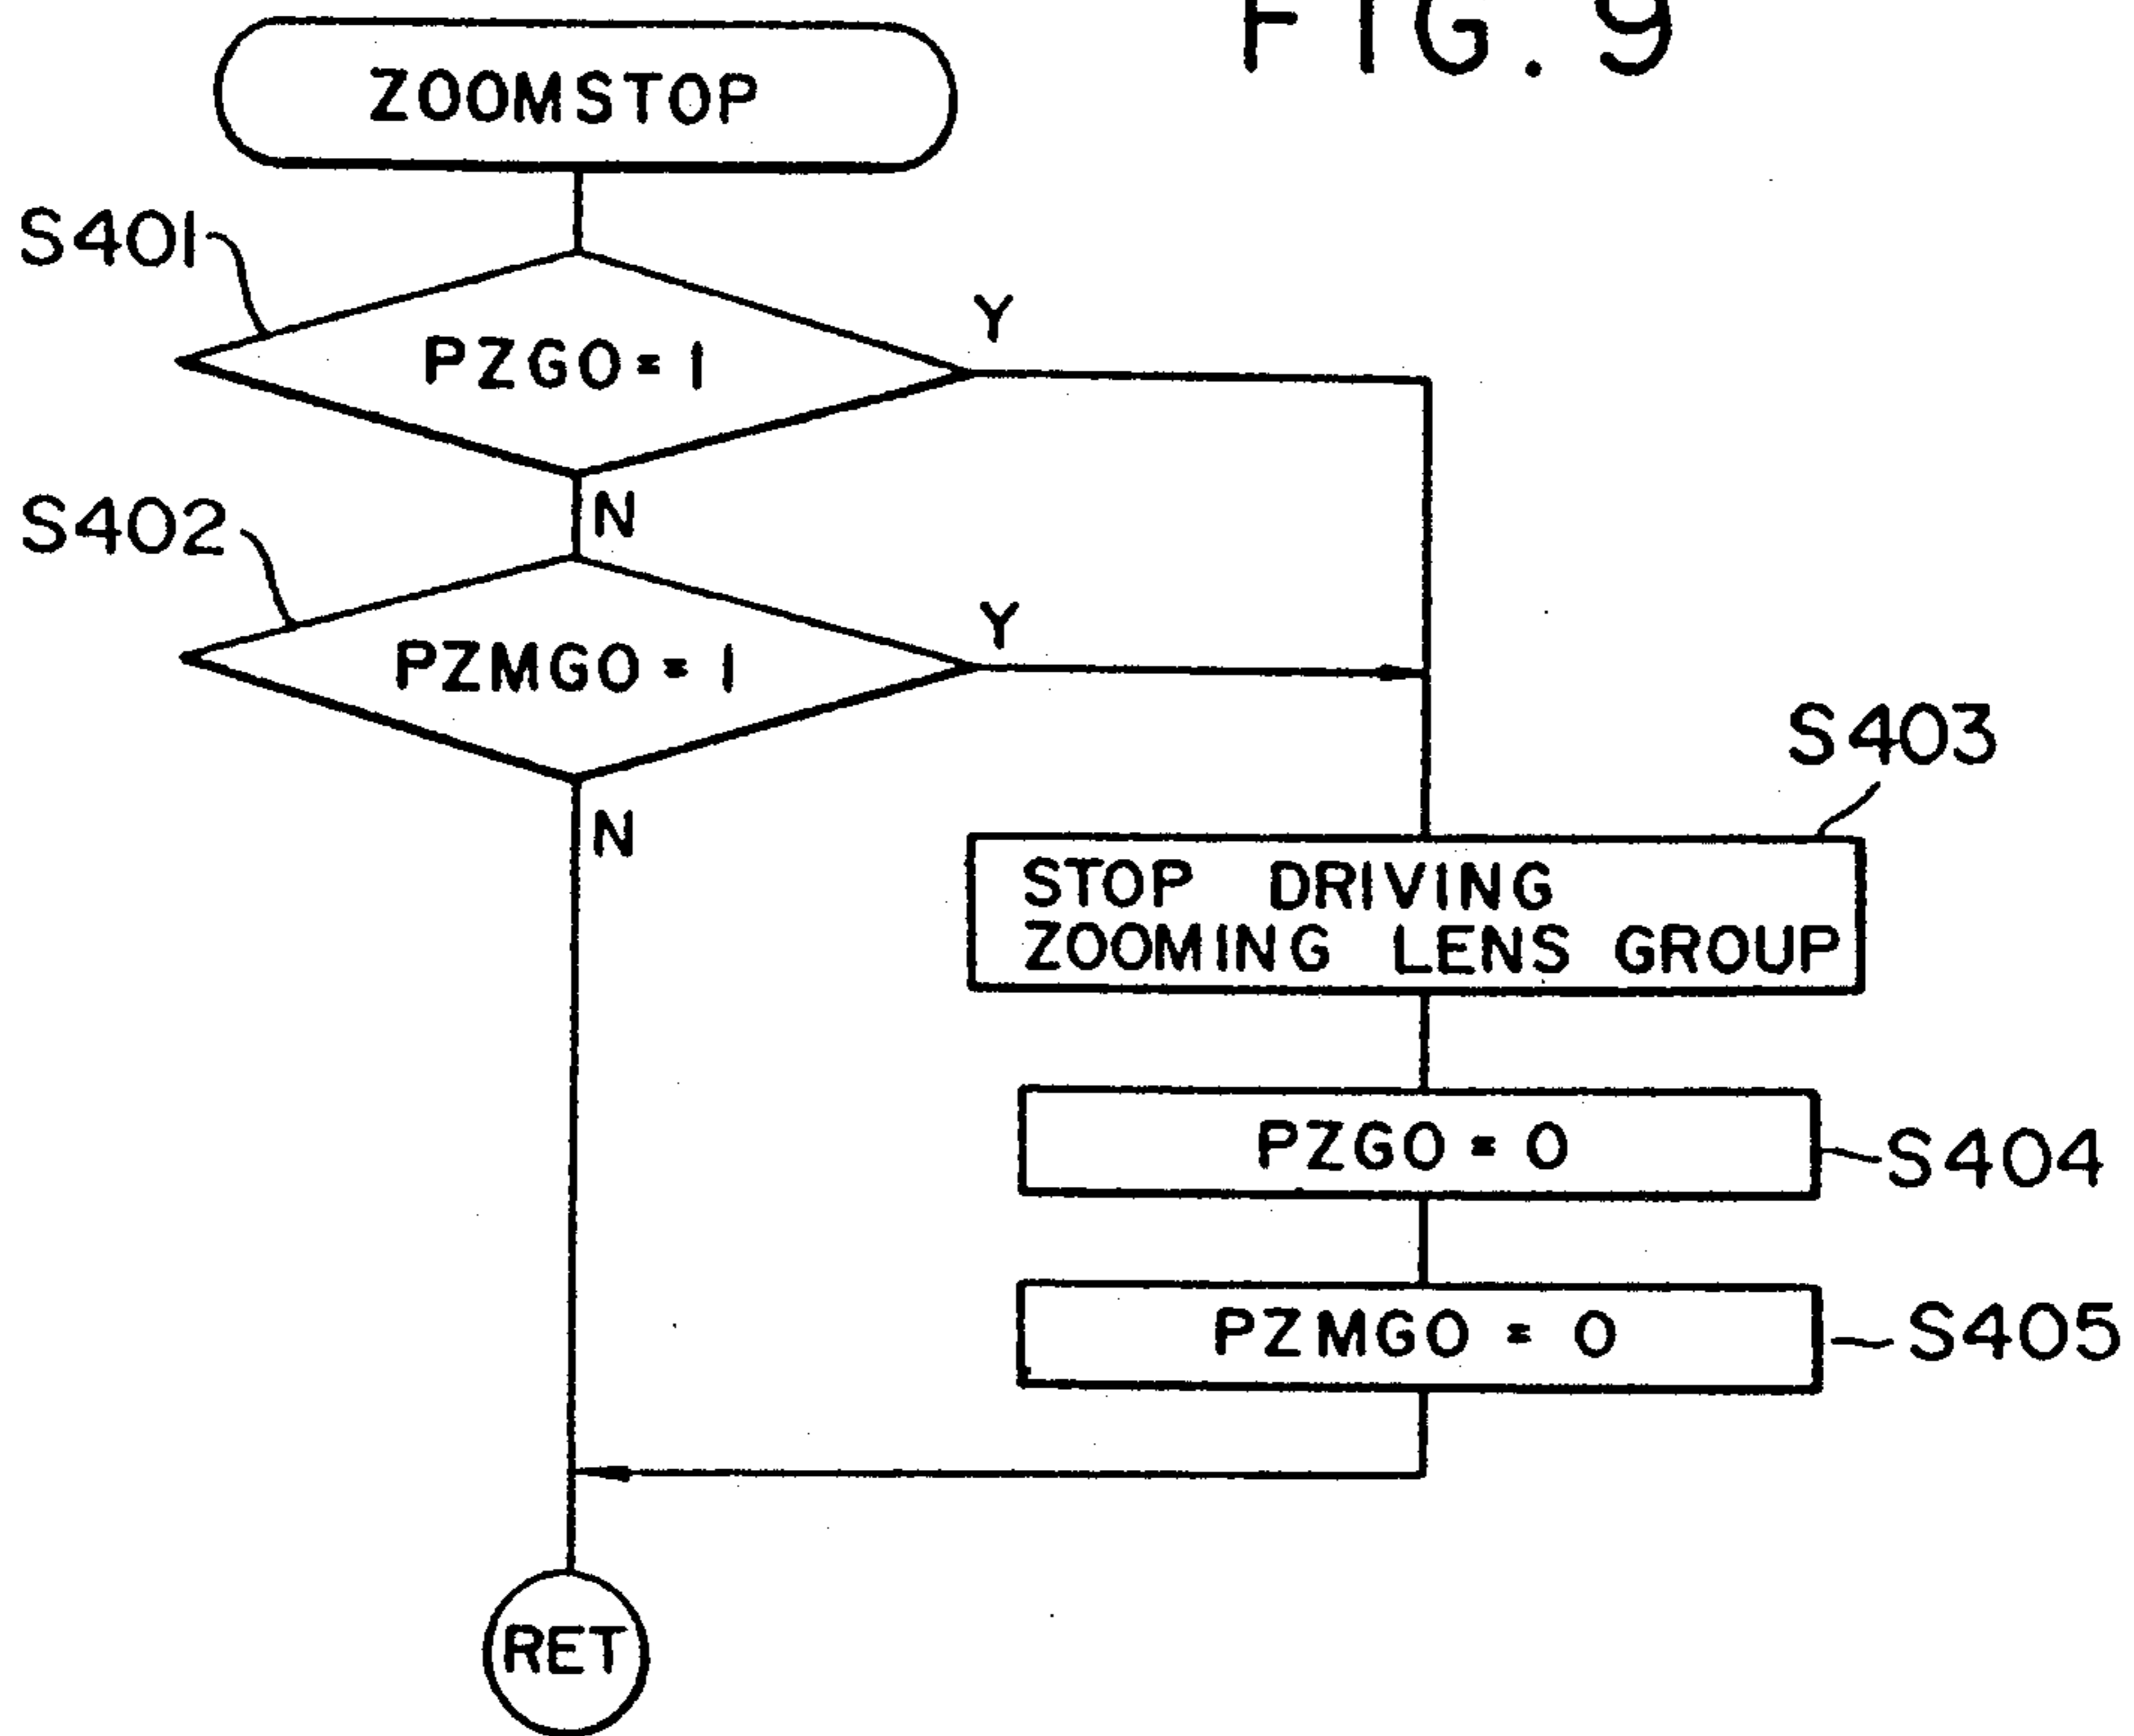 FIG. 9
ZOOMSTOP
S401
PZGO = 1
Y
N
S402
PZMGO = 1
Y
N
S403
STOP DRIVING
ZOOMING LENS GROUP
PZGO = 0
S404
PZMGO = 0
S405
RET